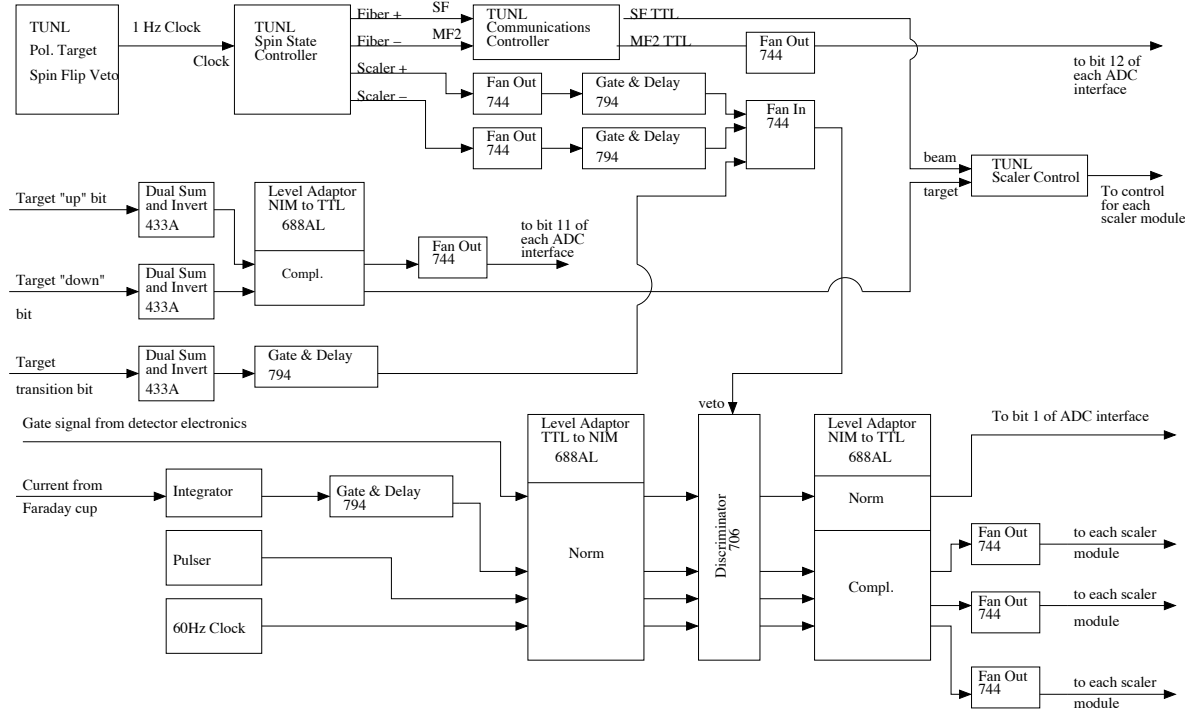 TUNL
Pol. Target
Spin Flip Veto
1 Hz Clock
Clock
TUNL
Spin State
Controller
Fiber +
SF
Fiber –
MF2
Scaler +
Scaler –
TUNL
Communications
Controller
SF TTL
MF2 TTL
Fan Out
744
to bit 12 of
each ADC
interface
Fan Out
744
Gate & Delay
794
Fan In
744
Fan Out
744
Gate & Delay
794
beam
target
TUNL
Scaler Control
To control
for each
scaler module
Target "up" bit
Dual Sum
and Invert
433A
Level Adaptor
NIM to TTL
688AL
Compl.
Fan Out
744
to bit 11 of
each ADC
interface
Target "down"
bit
Dual Sum
and Invert
433A
Target
transition bit
Dual Sum
and Invert
433A
Gate & Delay
794
veto
Gate signal from detector electronics
Level Adaptor
TTL to NIM
688AL
Norm
Discriminator
706
Level Adaptor
NIM to TTL
688AL
Norm
Compl.
To bit 1 of ADC interface
Current from
Faraday cup
Integrator
Gate & Delay
794
Pulser
60Hz Clock
Fan Out
744
to each scaler
module
Fan Out
744
to each scaler
module
Fan Out
744
to each scaler
module